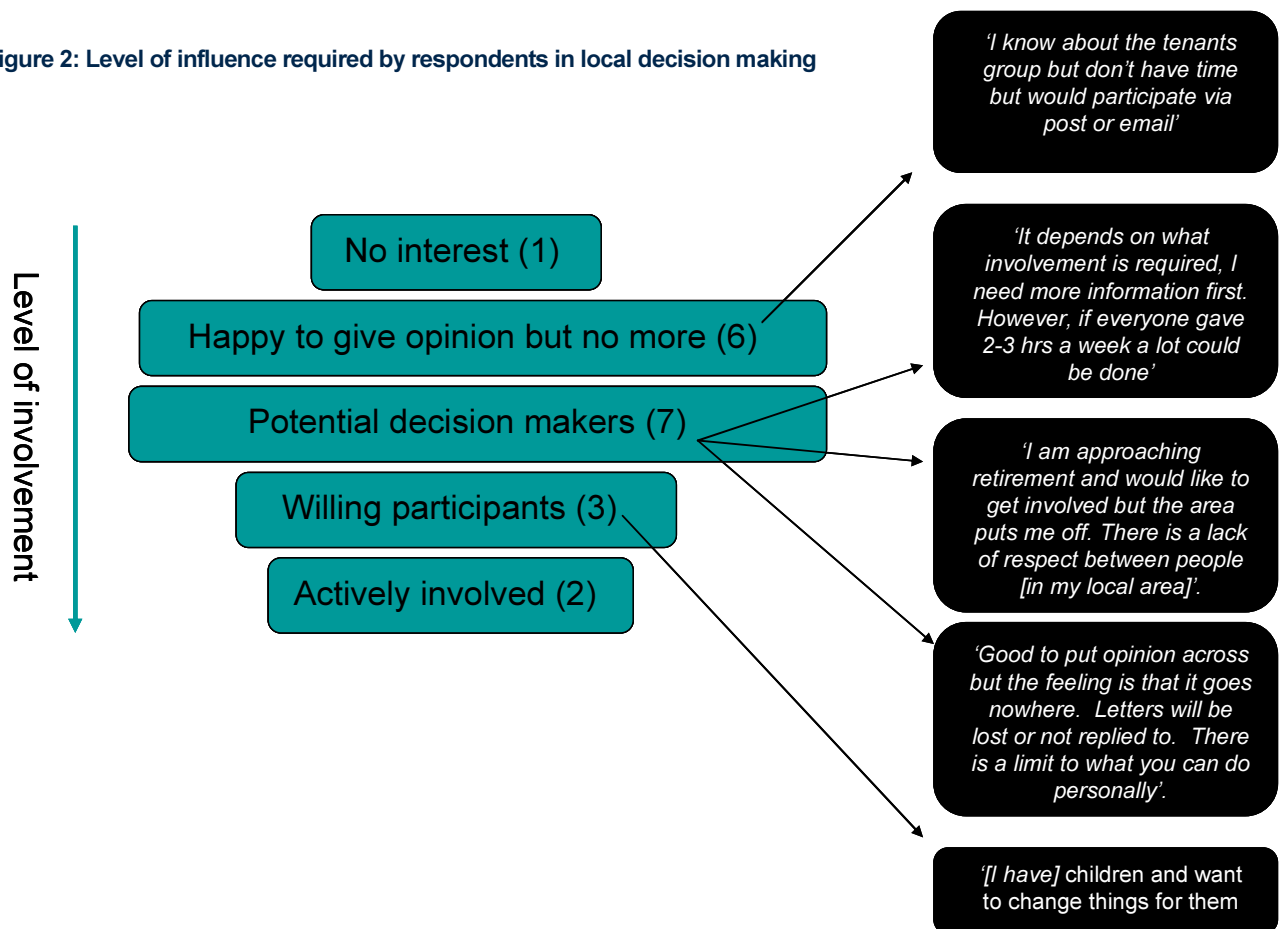 igure 2: Level of influence required by respondents in local decision making
Level of involvement
No interest (1)
Happy to give opinion but no more (6)
Potential decision makers (7)
Willing participants (3)
Actively involved (2)
‘I know about the tenants
group but don’t have time
but would participate via
post or email’
‘It depends on what
involvement is required, I
need more information first.
However, if everyone gave
2-3 hrs a week a lot could
be done’
‘I am approaching
retirement and would like to
get involved but the area
puts me off. There is a lack
of respect between people
[in my local area]’.
‘Good to put opinion across
but the feeling is that it goes
nowhere.  Letters will be
lost or not replied to.  There
is a limit to what you can do
personally’.
‘[I have] children and want
to change things for them